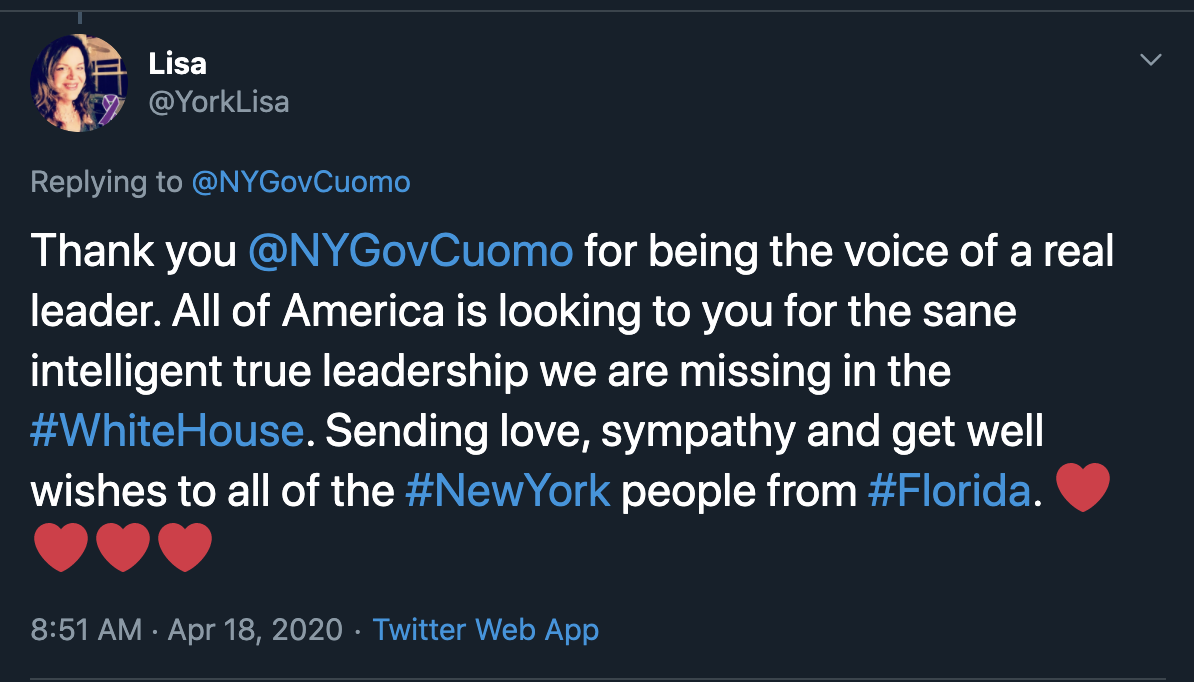 Lisa
@YorkLisa
Replying to @NYGovCuomo
Thank you @NYGovCuomo for being the voice of a real
leader. All of America is looking to you for the sane
intelligent true leadership we are missing in the
#WhiteHouse. Sending love, sympathy and get well
wishes to all of the #NewYork people from #Florida. ❤️
❤️❤️❤️
8:51 AM · Apr 18, 2020 · Twitter Web App